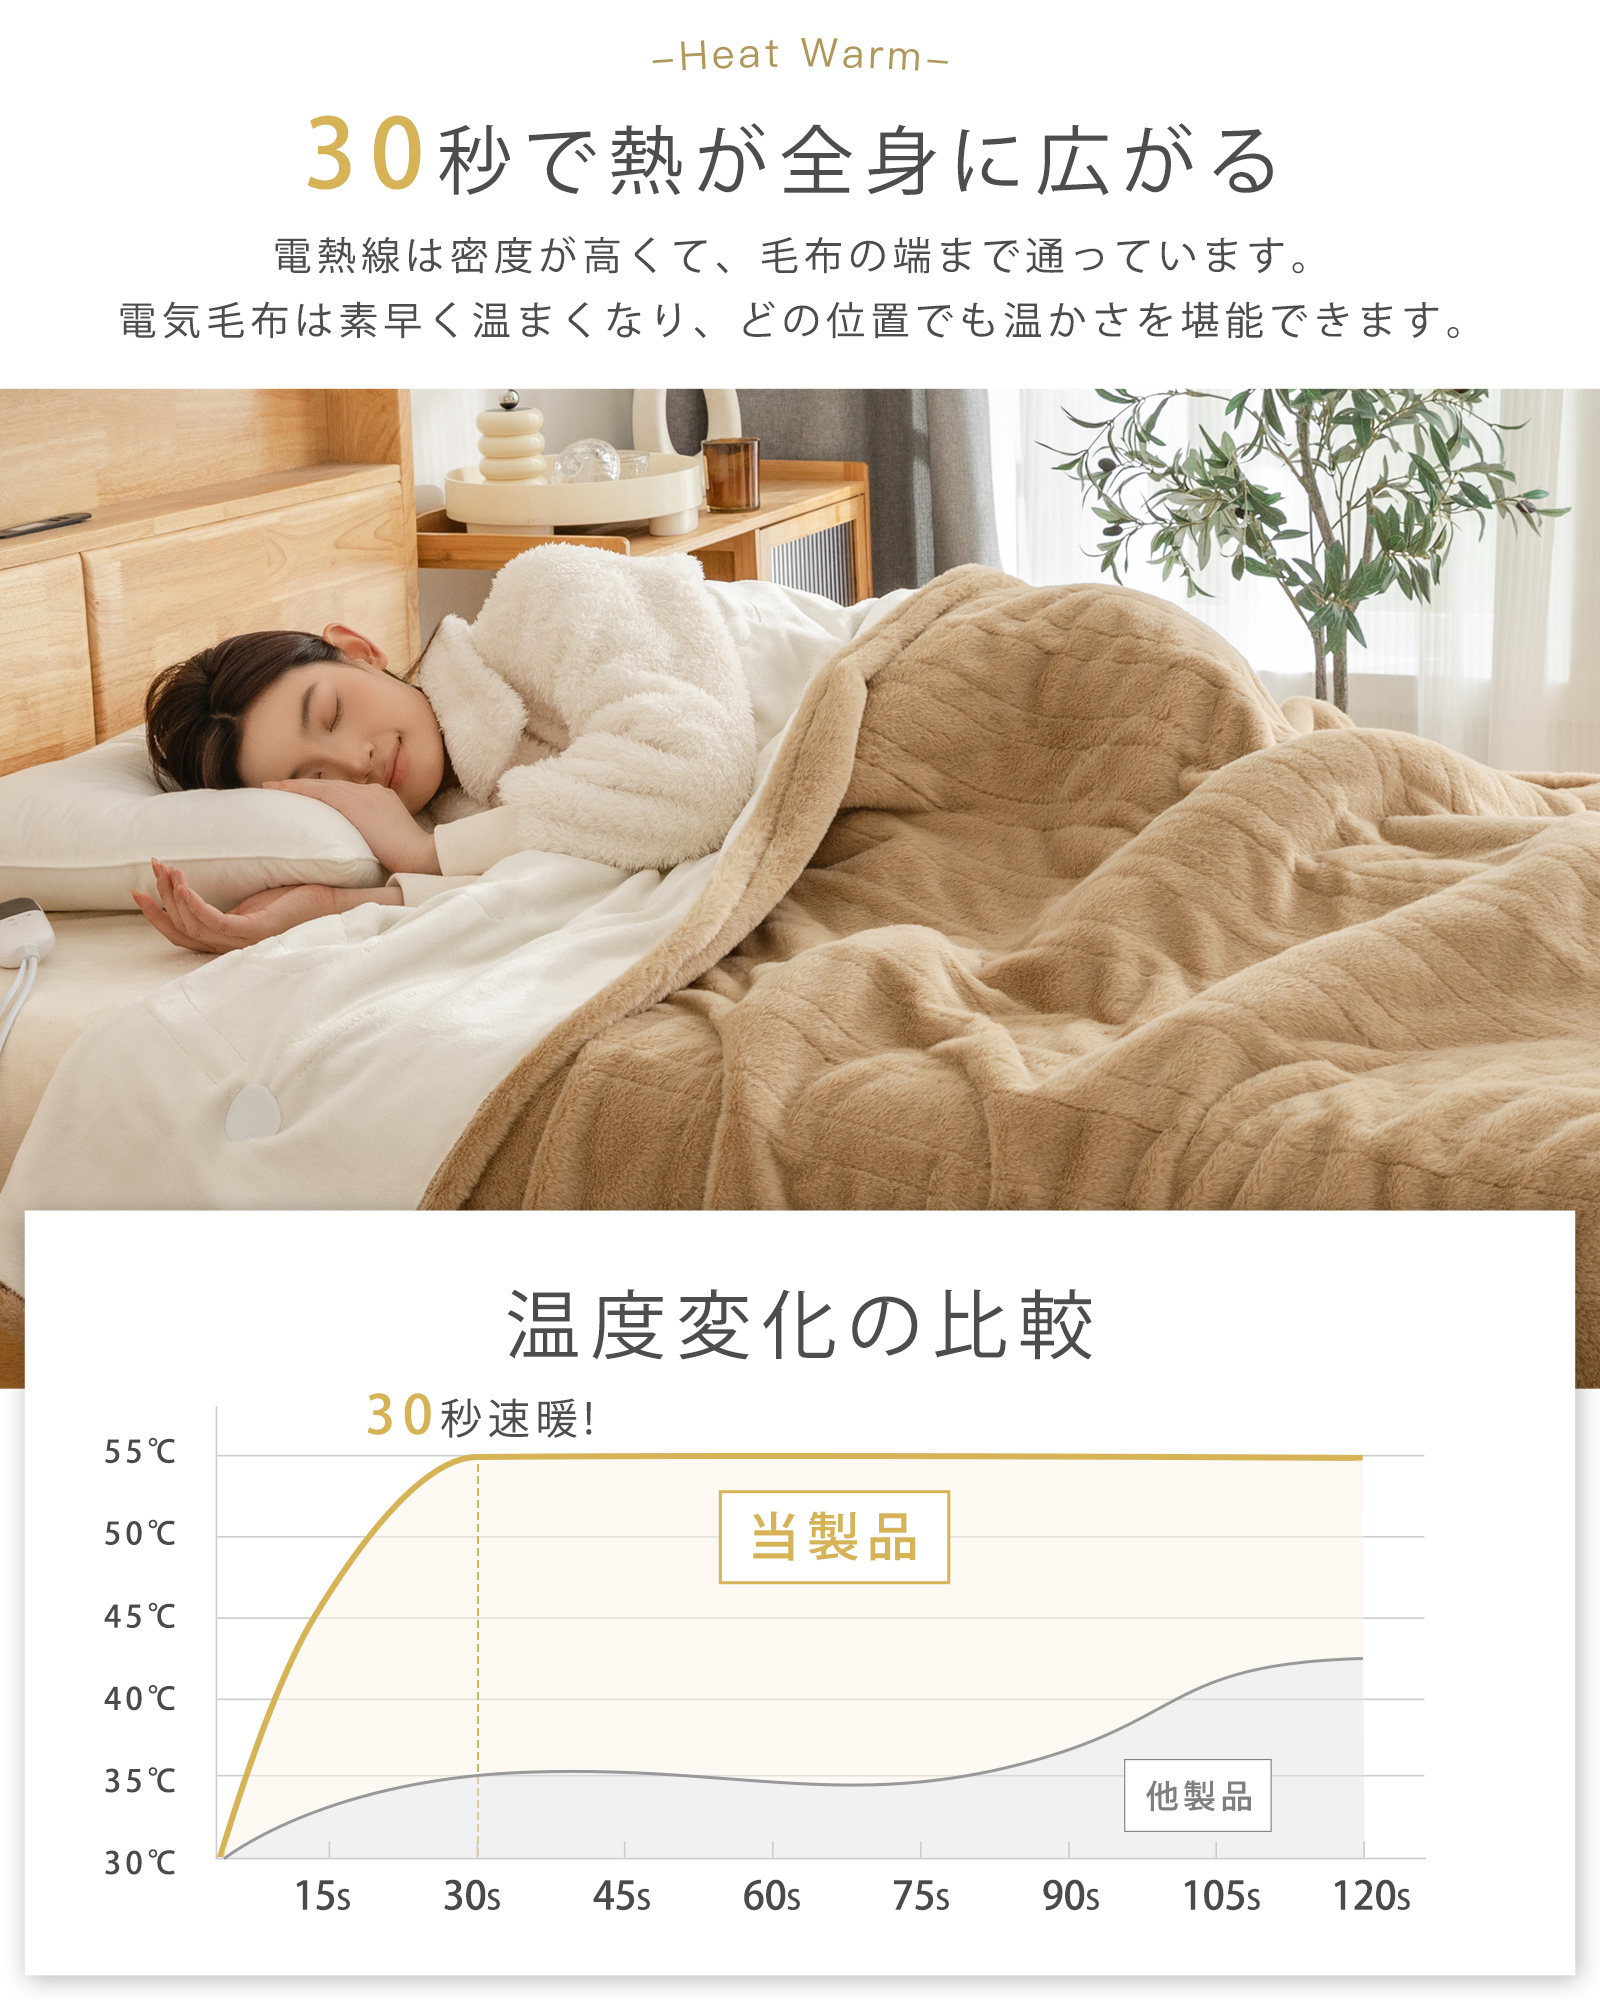 –Heat Warm–
30秒で熱が全身に広がる
電熱線は密度が高くて、毛布の端まで通っています。
電気毛布は素早く温まくなり、どの位置でも温かさを堪能できます。
温度変化の比較
30秒速暖!
55℃
当製品
50℃
45℃
40℃
35℃
他製品
30℃
15s 30s 45s 60s 75s 90s 105s 120s